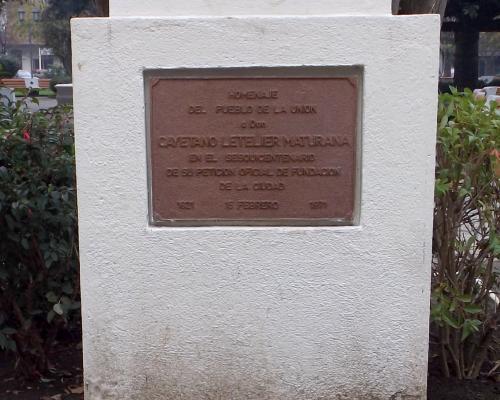 HOMENAJE
DEL PUEBLO DE LA UNION
a Don
CAYETANO LETELIER MATURANA
EN EL SESQUICENTENARIO
DE SU PETICION OFICIAL DE FUNDACION
DE LA CIUDAD
1821 15 FEBRERO 1971